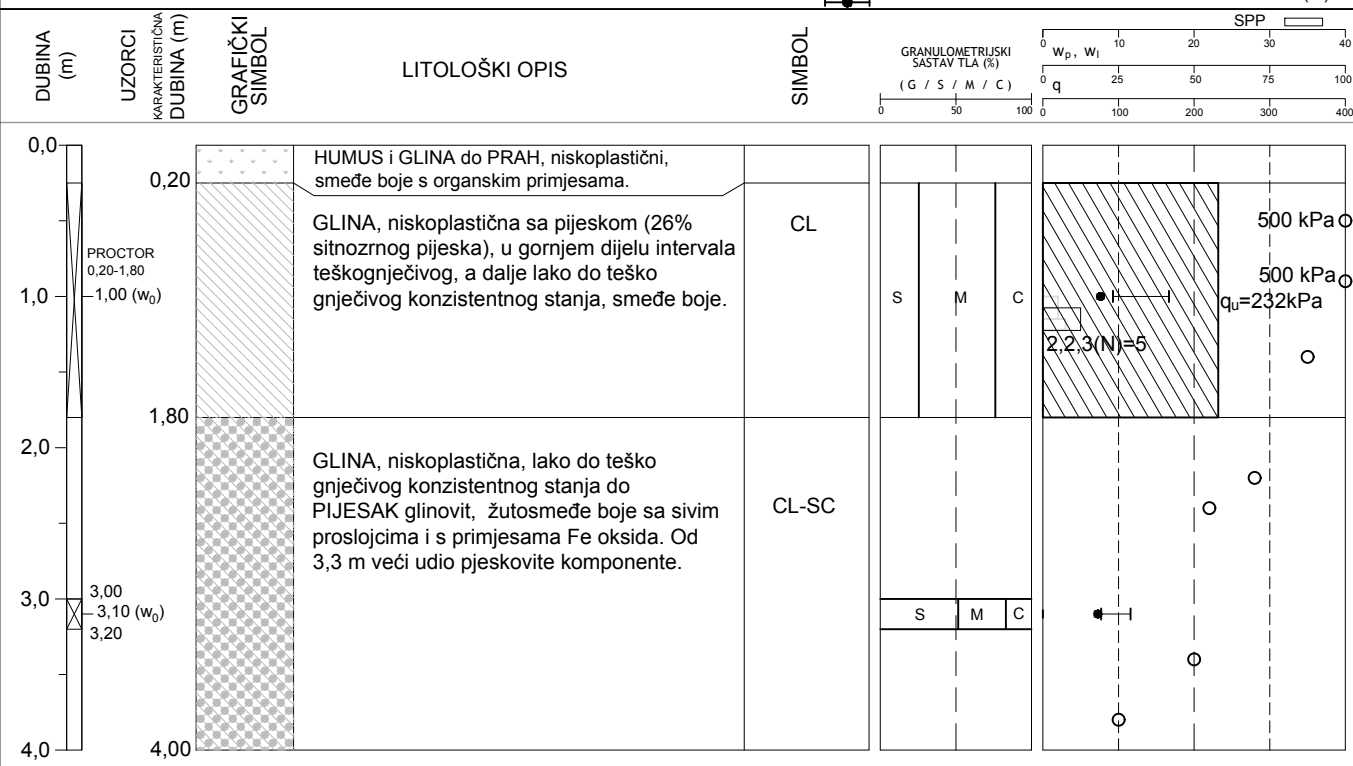 SPP
DUBINA
(m)
UZORCI
KARAKTERISTIČNA
DUBINA (m)
GRAFIČKI
SIMBOL
LITOLOŠKI OPIS
SIMBOL
GRANULOMETRIJSKI
SASTAV TLA (%)
( G / S / M / C )
0 50 100
0 10 20 30 40
wp, wl
0 25 50 75 100
q
0 100 200 300 400
0,0
HUMUS i GLINA do PRAH, niskoplastični,
smeđe boje s organskim primjesama.
0,20
GLINA, niskoplastična sa pijeskom (26%
sitnozrnog pijeska), u gornjem dijelu intervala
teškognječivog, a dalje lako do teško
gnječivog konzistentnog stanja, smeđe boje.
CL
PROCTOR
0,20-1,80
1,0
1,00 (w0)
S M C
500 kPa
500 kPa
qu=232kPa
2,2,3(N)=5
1,80
2,0
GLINA, niskoplastična, lako do teško
gnječivog konzistentnog stanja do
PIJESAK glinovit, žutosmeđe boje sa sivim
proslojcima i s primjesama Fe oksida. Od
3,3 m veći udio pjeskovite komponente.
CL-SC
3,0
3,00
3,10 (w0)
3,20
S M C
4,0
4,00